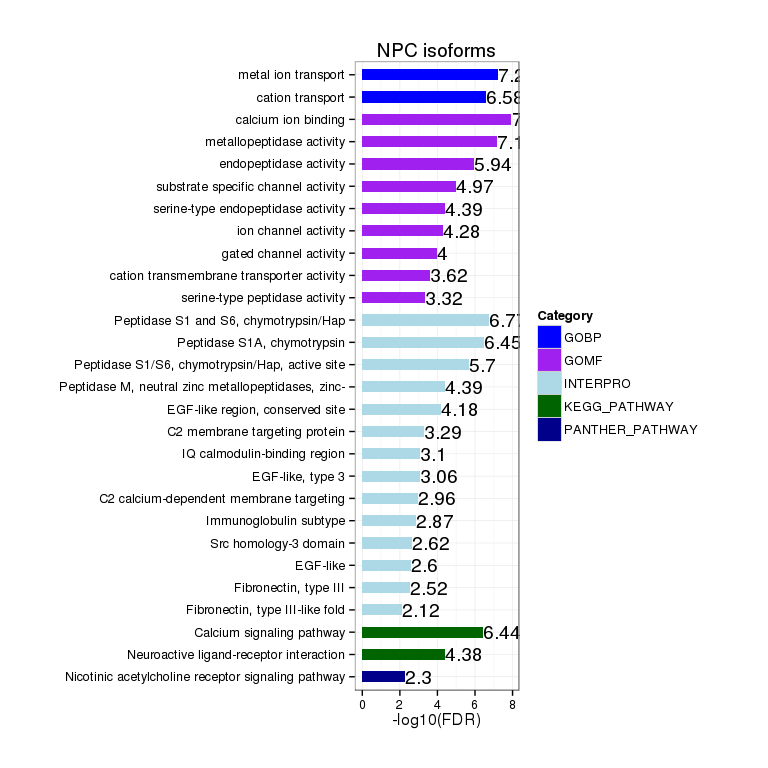 NPC isoforms
metal ion transport 7.2
cation transport 6.58
calcium ion binding 7
metallopeptidase activity 7.1
endopeptidase activity 5.94
substrate specific channel activity 4.97
serine-type endopeptidase activity 4.39
ion channel activity 4.28
gated channel activity 4
cation transmembrane transporter activity 3.62
serine-type peptidase activity 3.32
Peptidase S1 and S6, chymotrypsin/Hap 6.77
Peptidase S1A, chymotrypsin 6.45
Peptidase S1/S6, chymotrypsin/Hap, active site 5.7
Peptidase M, neutral zinc metallopeptidases, zinc- 4.39
EGF-like region, conserved site 4.18
C2 membrane targeting protein 3.29
IQ calmodulin-binding region 3.1
EGF-like, type 3 3.06
C2 calcium-dependent membrane targeting 2.96
Immunoglobulin subtype 2.87
Src homology-3 domain 2.62
EGF-like 2.6
Fibronectin, type III 2.52
Fibronectin, type III-like fold 2.12
Calcium signaling pathway 6.44
Neuroactive ligand-receptor interaction 4.38
Nicotinic acetylcholine receptor signaling pathway 2.3
0 2 4 6 8
-log10(FDR)
Category
GOBP
GOMF
INTERPRO
KEGG_PATHWAY
PANTHER_PATHWAY